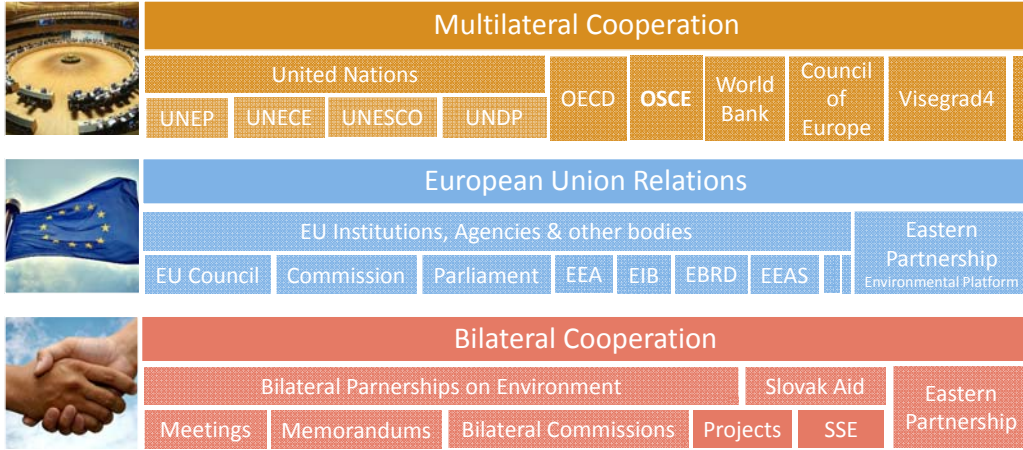 Multilateral Cooperation
United Nations
UNEP
UNECE
UNESCO
UNDP
OECD
OSCE
World
Bank
Council
of
Europe
Visegrad4
European Union Relations
EU Institutions, Agencies & other bodies
EU Council
Commission
Parliament
EEA
EIB
EBRD
EEAS
Eastern
Partnership
Environmental Platform
Bilateral Cooperation
Bilateral Parnerships on Environment
Slovak Aid
Meetings
Memorandums
Bilateral Commissions
Projects
SSE
Eastern
Partnership